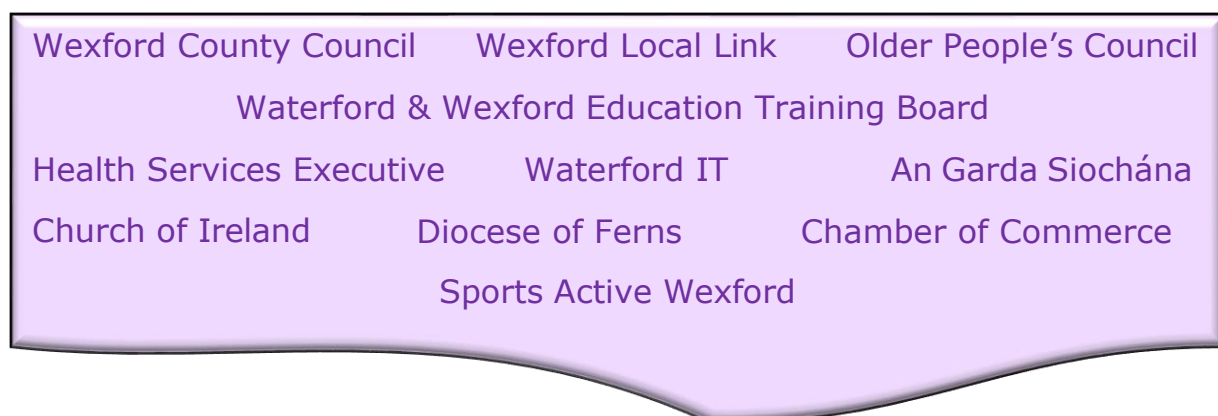 Wexford County Council Wexford Local Link Older People's Council
Waterford & Wexford Education Training Board
Health Services Executive Waterford IT An Garda Siochána
Church of Ireland Diocese of Ferns Chamber of Commerce
Sports Active Wexford